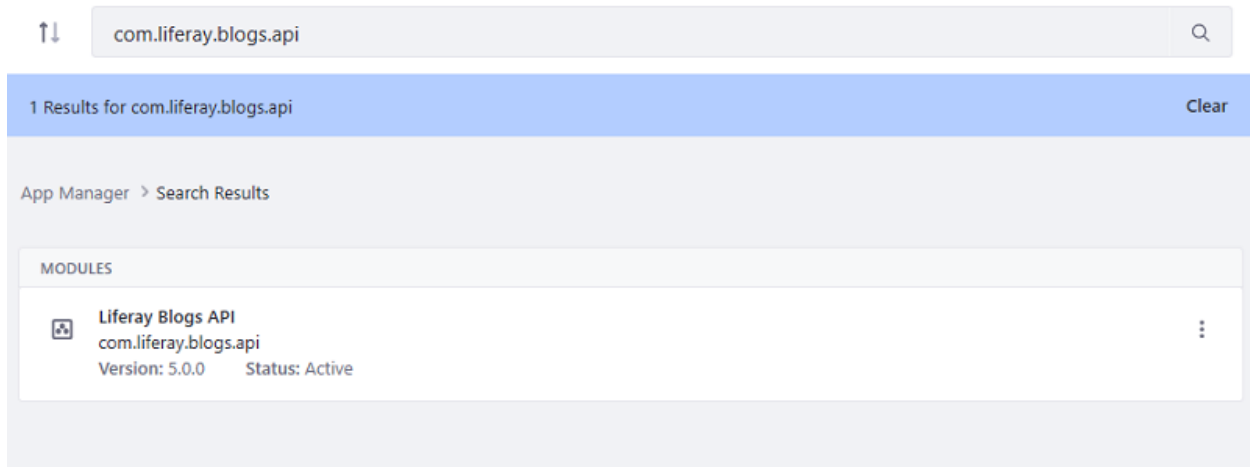 com.liferay.blogs.api
1 Results for com.liferay.blogs.api Clear
App Manager > Search Results
MODULES
Liferay Blogs API
com.liferay.blogs.api
Version: 5.0.0 Status: Active